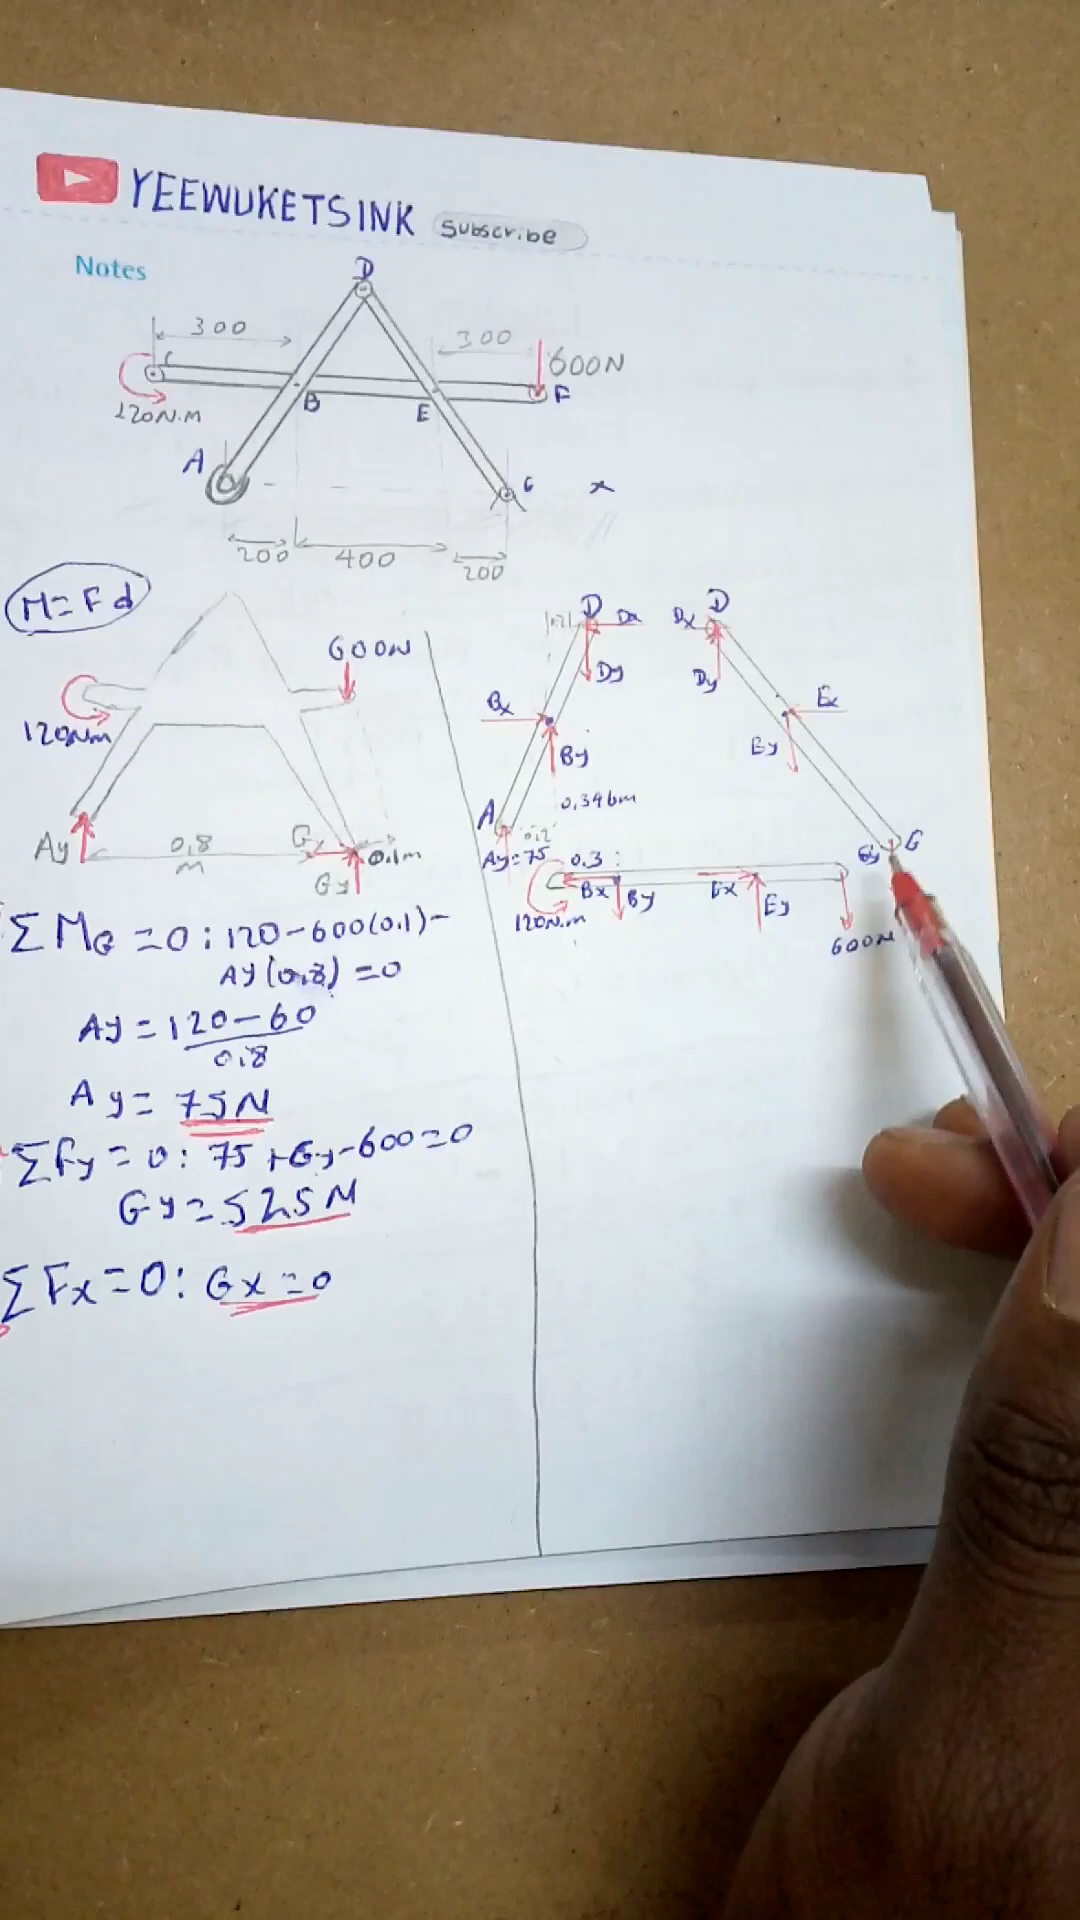 YEEWUKETSINK Subscribe
Notes
D
300
300
600N
C
F
120N.M
B
E
A
G
x
200
400
200
M=Fd
600N
120Nm
Ay
0.8
m
Gx
0.1m
Gy
D
Dx
Dy
Bx
By
0.346m
A
0.2
Ay=75
D
Dx
Dy
Ex
Ey
G
Gy
0.3
C
Bx
By
Ex
Ey
120N.m
600N
ΣMG=0:120-600(0.1)-
Ay(0.8)=0
Ay=120-60
0.8
Ay=75N
ΣFy=0:75+Gy-600=0
Gy=525N
ΣFx=0:Gx=0